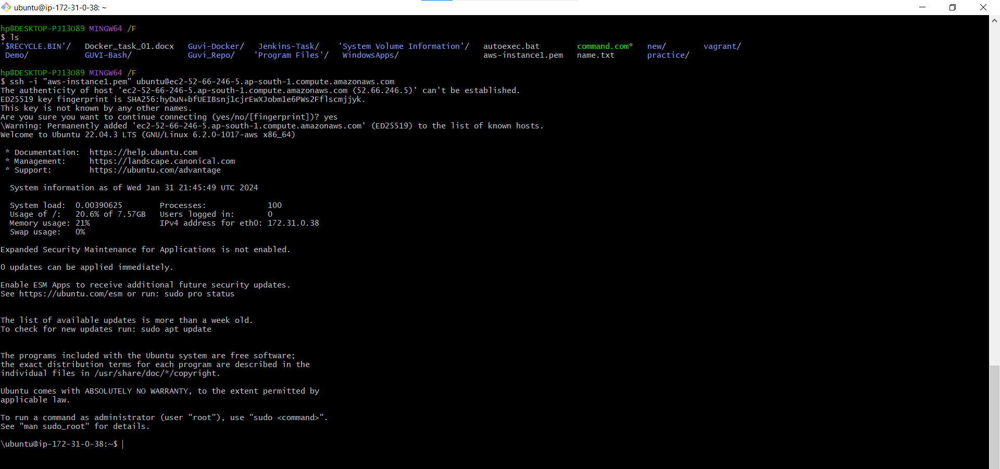 ubuntu@ip-172-31-0-38: ~
hp@DESKTOP-PJ13O89 MINGW64 /F
$ ls
'$RECYCLE.BIN'/   Docker_task_01.docx   Guvi-Docker/   Jenkins-Task/    'System Volume Information'/   autoexec.bat        command.com*   new/        vagrant/
 Demo/            GUVI-Bash/            Guvi_Repo/    'Program Files'/   WindowsApps/                  aws-instance1.pem   name.txt       practice/
hp@DESKTOP-PJ13O89 MINGW64 /F
$ ssh -i "aws-instance1.pem" ubuntu@ec2-52-66-246-5.ap-south-1.compute.amazonaws.com
The authenticity of host 'ec2-52-66-246-5.ap-south-1.compute.amazonaws.com (52.66.246.5)' can't be established.
ED25519 key fingerprint is SHA256:hyDuN+bfUEIBsnj1cjrEwXJobm1e6PWs2Fflscmjjyk.
This key is not known by any other names.
Are you sure you want to continue connecting (yes/no/[fingerprint])? yes
\Warning: Permanently added 'ec2-52-66-246-5.ap-south-1.compute.amazonaws.com' (ED25519) to the list of known hosts.
Welcome to Ubuntu 22.04.3 LTS (GNU/Linux 6.2.0-1017-aws x86_64)
 * Documentation:  https://help.ubuntu.com
 * Management:     https://landscape.canonical.com
 * Support:        https://ubuntu.com/advantage
  System information as of Wed Jan 31 21:45:49 UTC 2024
  System load:  0.00390625        Processes:             100
  Usage of /:   20.6% of 7.57GB   Users logged in:       0
  Memory usage: 21%               IPv4 address for eth0: 172.31.0.38
  Swap usage:   0%
Expanded Security Maintenance for Applications is not enabled.
0 updates can be applied immediately.
Enable ESM Apps to receive additional future security updates.
See https://ubuntu.com/esm or run: sudo pro status
The list of available updates is more than a week old.
To check for new updates run: sudo apt update
The programs included with the Ubuntu system are free software;
the exact distribution terms for each program are described in the
individual files in /usr/share/doc/*/copyright.
Ubuntu comes with ABSOLUTELY NO WARRANTY, to the extent permitted by
applicable law.
To run a command as administrator (user "root"), use "sudo <command>".
See "man sudo_root" for details.
\ubuntu@ip-172-31-0-38:~$